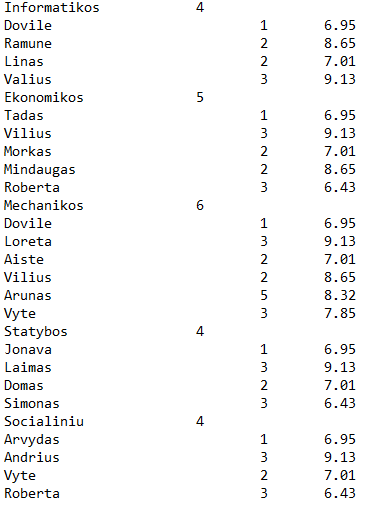 Informatikos 4
Dovile 1 6.95
Ramune 2 8.65
Linas 2 7.01
Valius 3 9.13
Ekonomikos 5
Tadas 1 6.95
Vilius 3 9.13
Morkas 2 7.01
Mindaugas 2 8.65
Roberta 3 6.43
Mechanikos 6
Dovile 1 6.95
Loreta 3 9.13
Aiste 2 7.01
Vilius 2 8.65
Arunas 5 8.32
Vyte 3 7.85
Statybos 4
Jonava 1 6.95
Laimas 3 9.13
Domas 2 7.01
Simonas 3 6.43
Socialiniu 4
Arvydas 1 6.95
Andrius 3 9.13
Vyte 2 7.01
Roberta 3 6.43